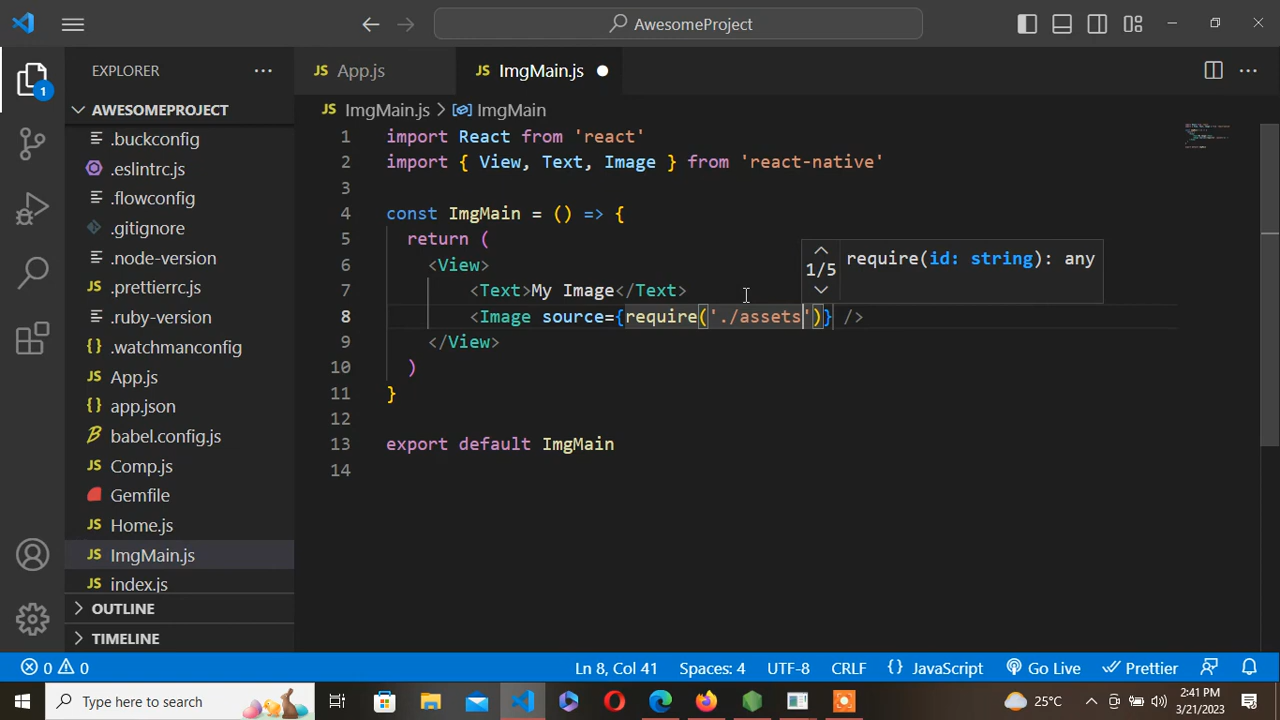 AwesomeProject
EXPLORER
App.js
ImgMain.js
1
AWESOMEPROJECT
.buckconfig
.eslintrc.js
.flowconfig
.gitignore
.node-version
.prettierrc.js
.ruby-version
.watchmanconfig
App.js
app.json
babel.config.js
Comp.js
Gemfile
Home.js
ImgMain.js
index.js
OUTLINE
TIMELINE
ImgMain.js > ImgMain
1 import React from 'react'
2 import { View, Text, Image } from 'react-native'
3
4 const ImgMain = () => {
5 return (
6 <View>
7 <Text>My Image</Text>
8 <Image source={require('./assets')} />
9 </View>
10 )
11 }
12
13 export default ImgMain
14
1/5 require(id: string): any
0 0 Ln 8, Col 41 Spaces: 4 UTF-8 CRLF {} JavaScript Go Live Prettier
Type here to search
25°C
2:41 PM
3/21/2023